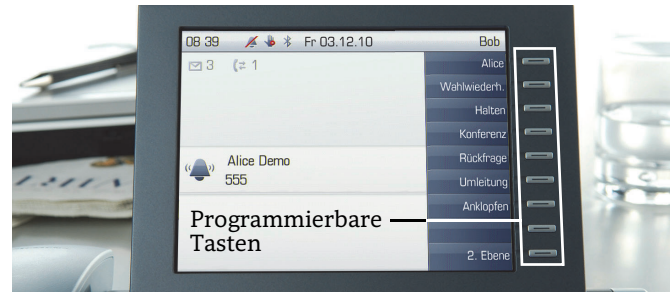 08 39 Fr 03.12.10 Bob
3 1
Alice
Wahlwiederh.
Halten
Konferenz
Alice Demo
555
Rückfrage
Umleitung
Anklopfen
2. Ebene
Programmierbare
Tasten